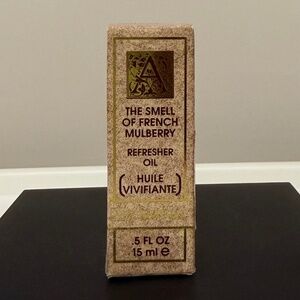 A
THE SMELL
OF FRENCH
MULBERRY
REFRESHER
OIL
(HUILE
VIVIFIANTE)
.5 FL OZ
15 ml e